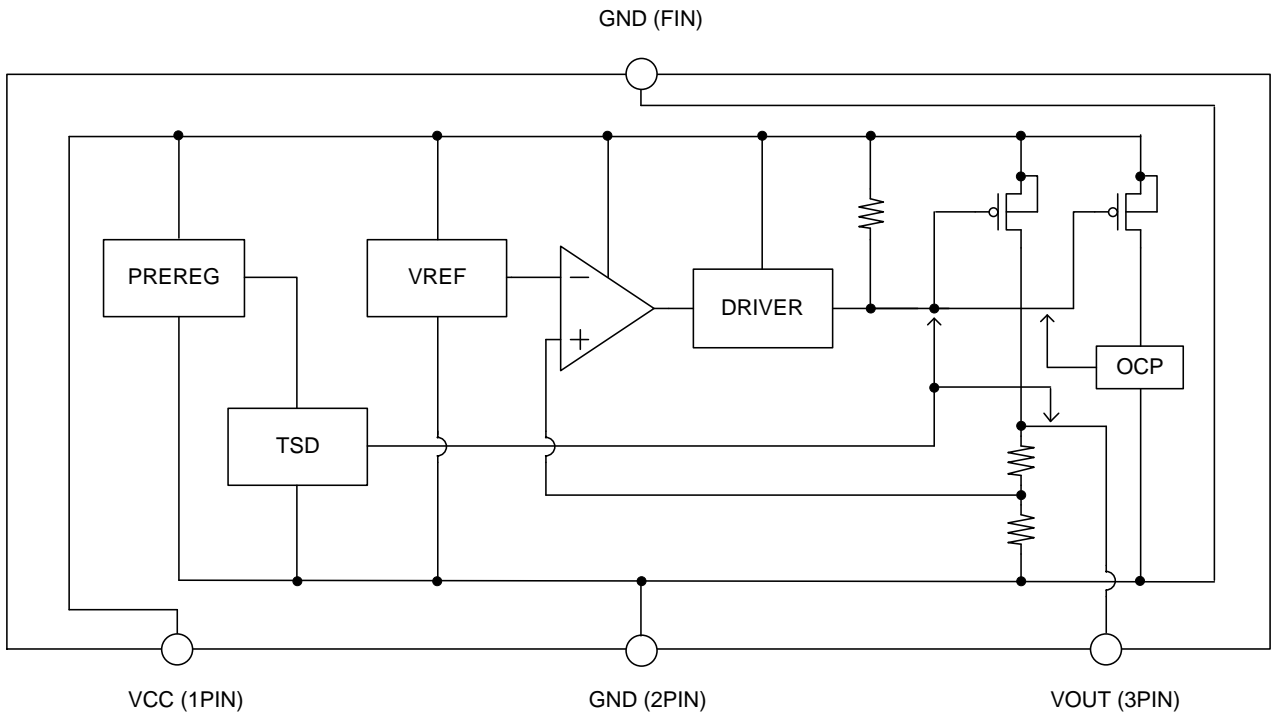 GND (FIN)
PREREG
VREF
DRIVER
OCP
TSD
VCC (1PIN)
GND (2PIN)
VOUT (3PIN)